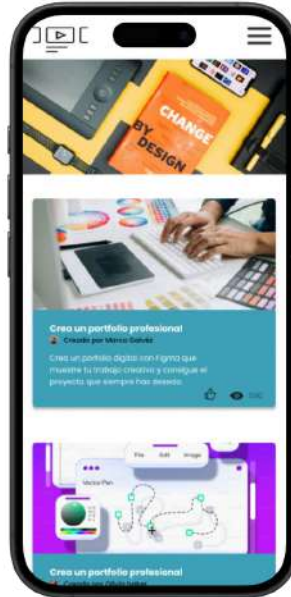 CHANGE
BY
DESIGN
Crea un portfolio profesional
Creado por Marco Galvéz
Crea un portfolio digital con Figma que
muestre tu trabajo creativo y consigue el
proyecto que siempre has deseado.
File Edit Image
Vector Pen
Crea un portfolio profesional
Creado por